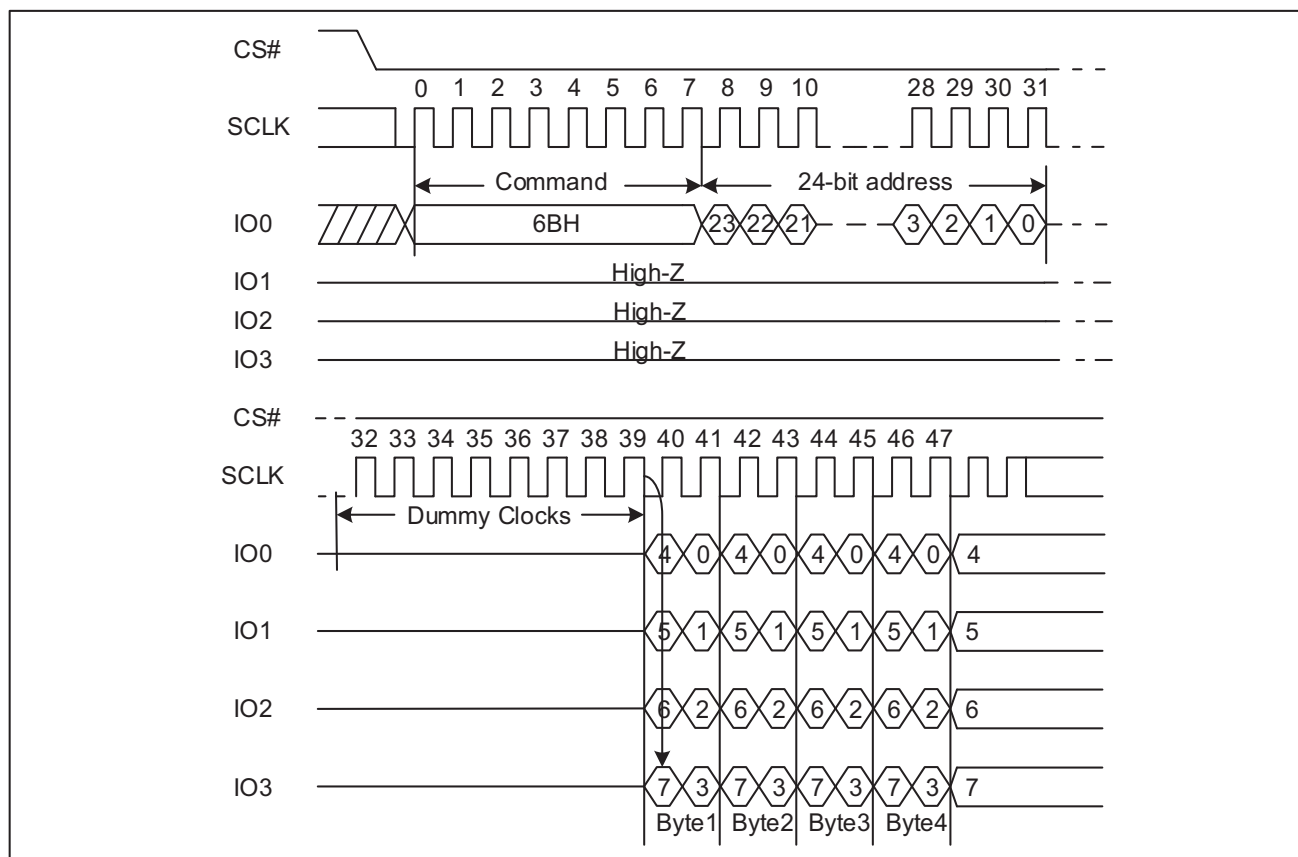 CS#
0 1 2 3 4 5 6 7 8 9 10 28 29 30 31
SCLK
Command 24-bit address
IO0 6BH 23 22 21 3 2 1 0
IO1 High-Z
IO2 High-Z
IO3 High-Z
CS#
32 33 34 35 36 37 38 39 40 41 42 43 44 45 46 47
SCLK
Dummy Clocks
IO0 4 0 4 0 4 0 4 0 4
IO1 5 1 5 1 5 1 5 1 5
IO2 6 2 6 2 6 2 6 2 6
IO3 7 3 7 3 7 3 7 3 7
Byte1 Byte2 Byte3 Byte4